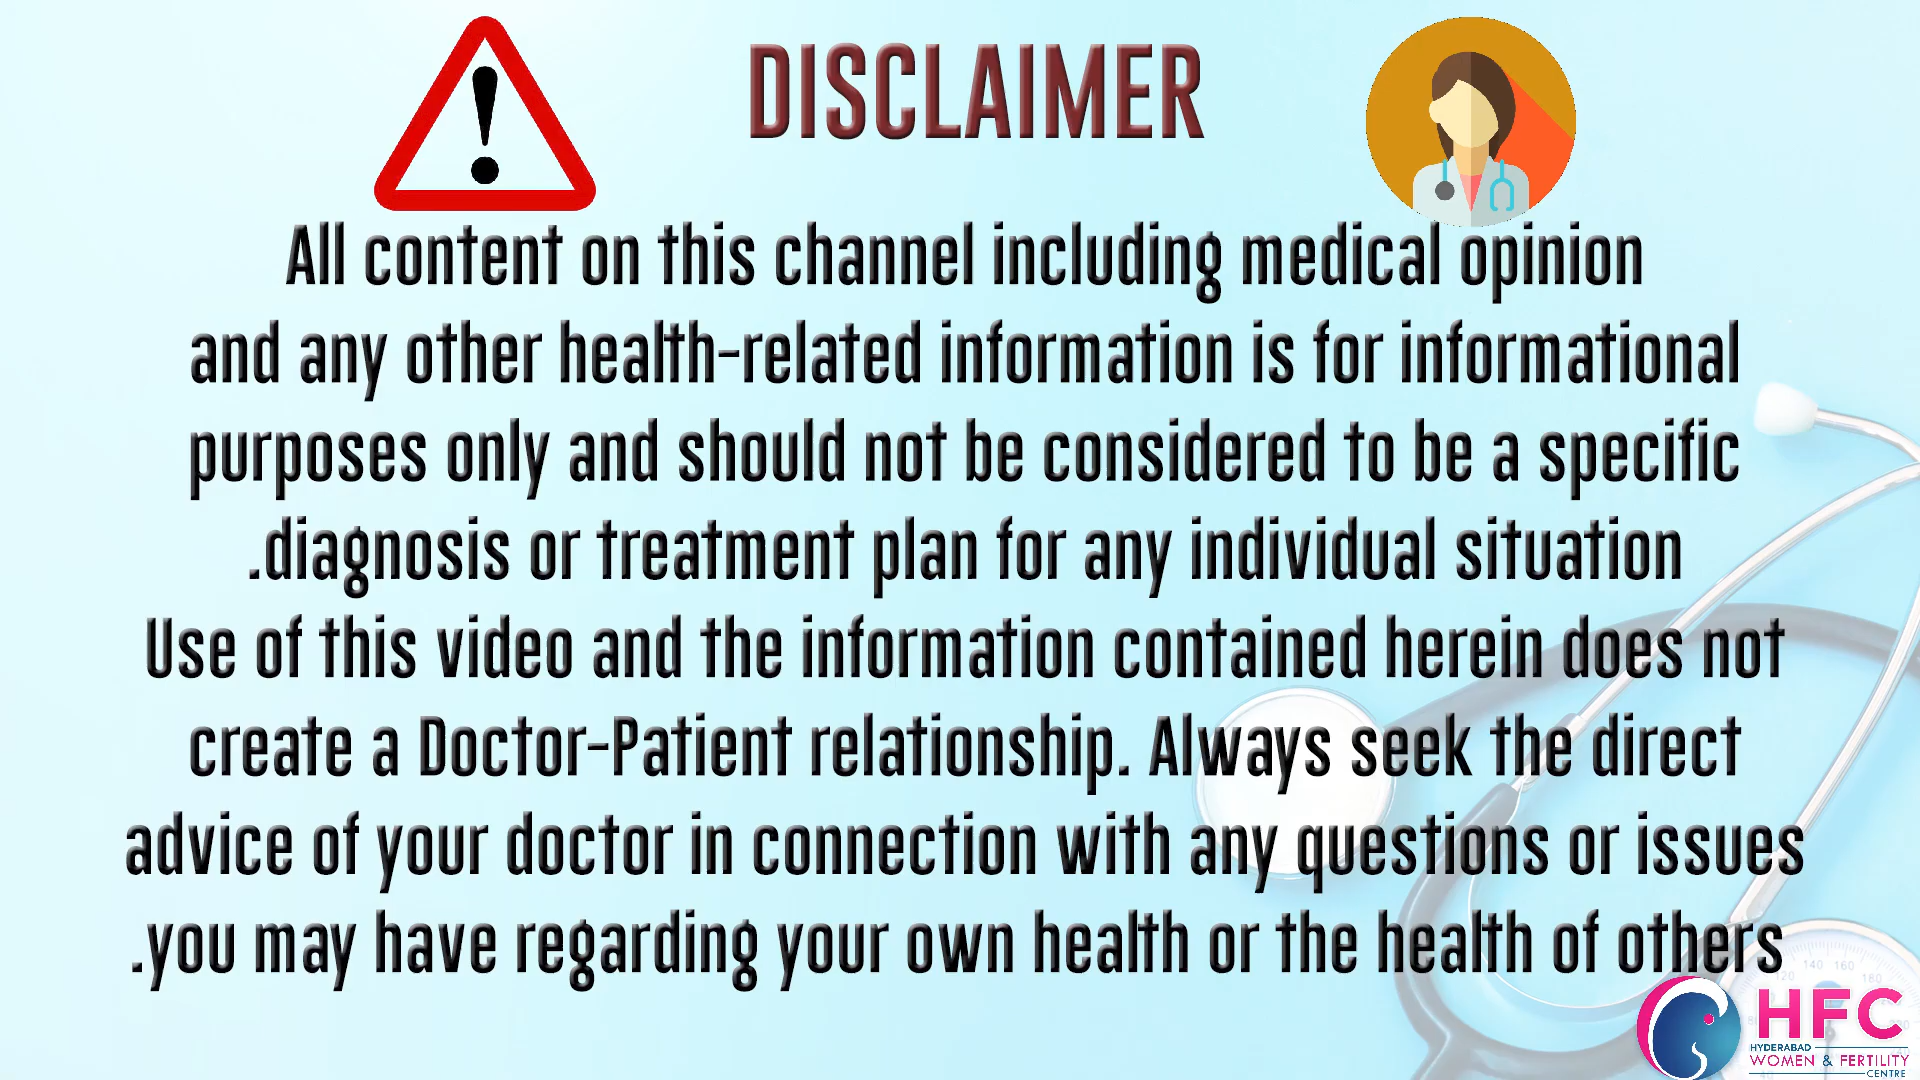 DISCLAIMER
All content on this channel including medical opinion
and any other health-related information is for informational
purposes only and should not be considered to be a specific
.diagnosis or treatment plan for any individual situation
Use of this video and the information contained herein does not
create a Doctor-Patient relationship. Always seek the direct
advice of your doctor in connection with any questions or issues
.you may have regarding your own health or the health of others
120 140 160 180
HFC
HYDERABAD
WOMEN & FERTILITY
CENTRE